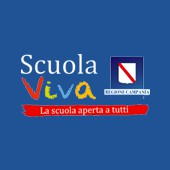 Scuola
Viva
REGIONE CAMPANIA
La scuola aperta a tutti